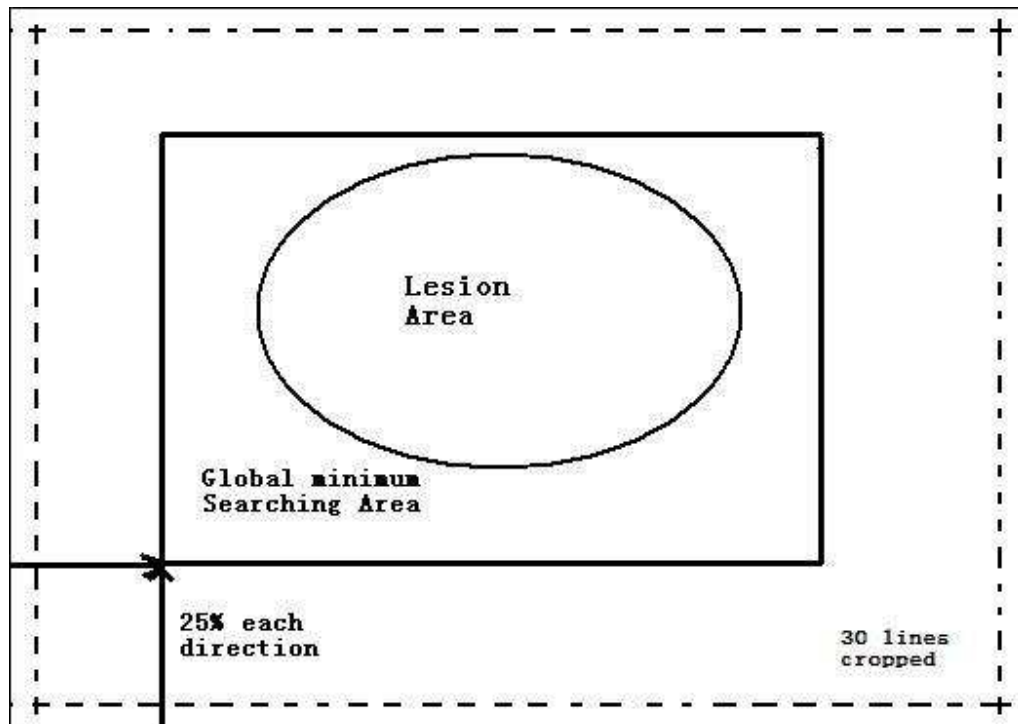 Lesion
Area
Global minimum
Searching Area
25% each
direction
30 lines
cropped